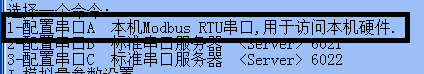 选择一个命令:
1-配置串口A 本机Modbus RTU串口,用于访问本机硬件.
2-配置串口B 标准串口服务器 <Server> 6021
3-配置串口C 标准串口服务器 <Server> 6022